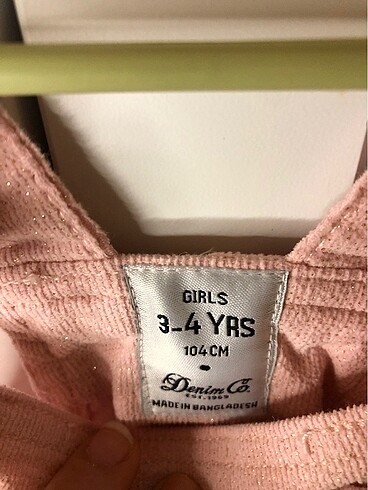 GIRLS
3-4 YRS
104CM
Denim Co.
EST. 1969
MADE IN BANGLADESH